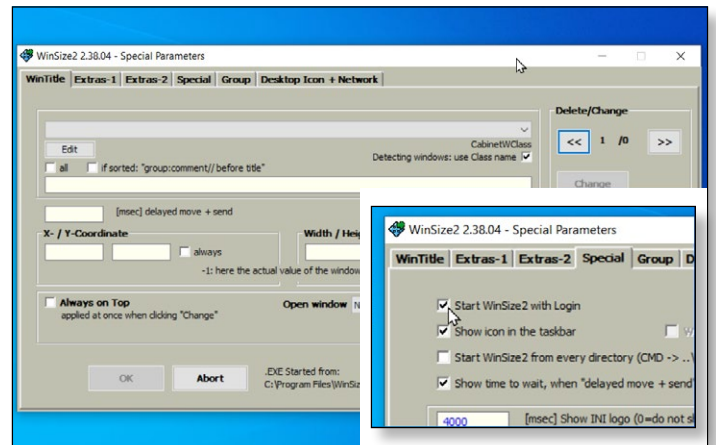 WinSize2 2.38.04 - Special Parameters
WinTitle Extras-1 Extras-2 Special Group Desktop Icon + Network
Delete/Change
<< 1 /0 >>
Edit
CabinetWClass
all if sorted: "group:comment// before title"
Detecting windows: use Class name
Change
[msec] delayed move + send
X- / Y-Coordinate
Width /
always
-1: here the actual value of the window
Always on Top
applied at once when clicking "Change"
Open window
OK
Abort
.EXE Started from:
C:\Program Files\WinSiz
WinSize2 2.38.04 - Special Parameters
WinTitle Extras-1 Extras-2 Special Group D
Start WinSize2 with Login
Show icon in the taskbar
Start WinSize2 from every directory (CMD -> ..\
Show time to wait, when "delayed move + send"
4000 [msec] Show INI logo (0=do not